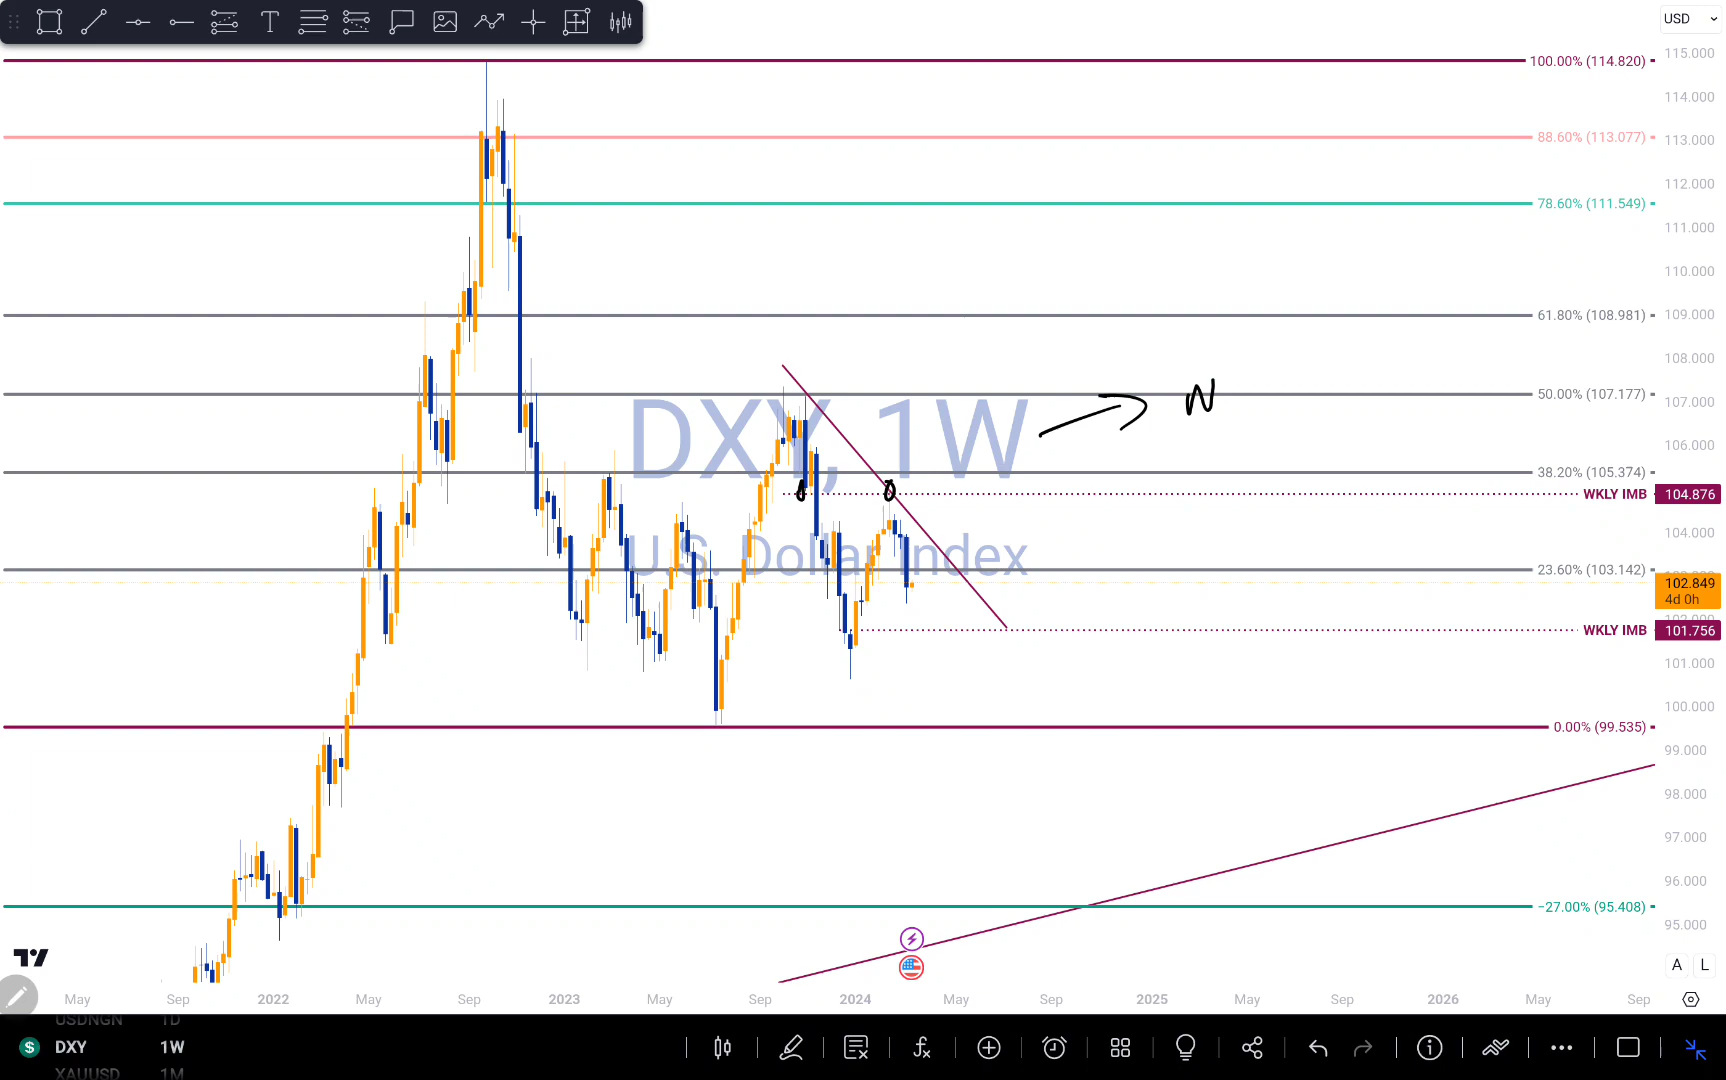 T
USD
115.000
100.00% (114.820)
114.000
88.60% (113.077)
113.000
112.000
78.60% (111.549)
111.000
110.000
61.80% (108.981)
109.000
108.000
50.00% (107.177)
107.000
N
DXY, 1W
106.000
38.20% (105.374)
WKLY IMB 104.876
104.000
U.S. Dollar Index
23.60% (103.142)
102.849
4d 0h
WKLY IMB 101.756
101.000
100.000
0.00% (99.535)
99.000
98.000
97.000
96.000
-27.00% (95.408)
95.000
A L
May Sep 2022 May Sep 2023 May Sep 2024 May Sep 2025 May Sep 2026 May Sep
USDNGN 1D
$ DXY 1W
XAUUSD 1M